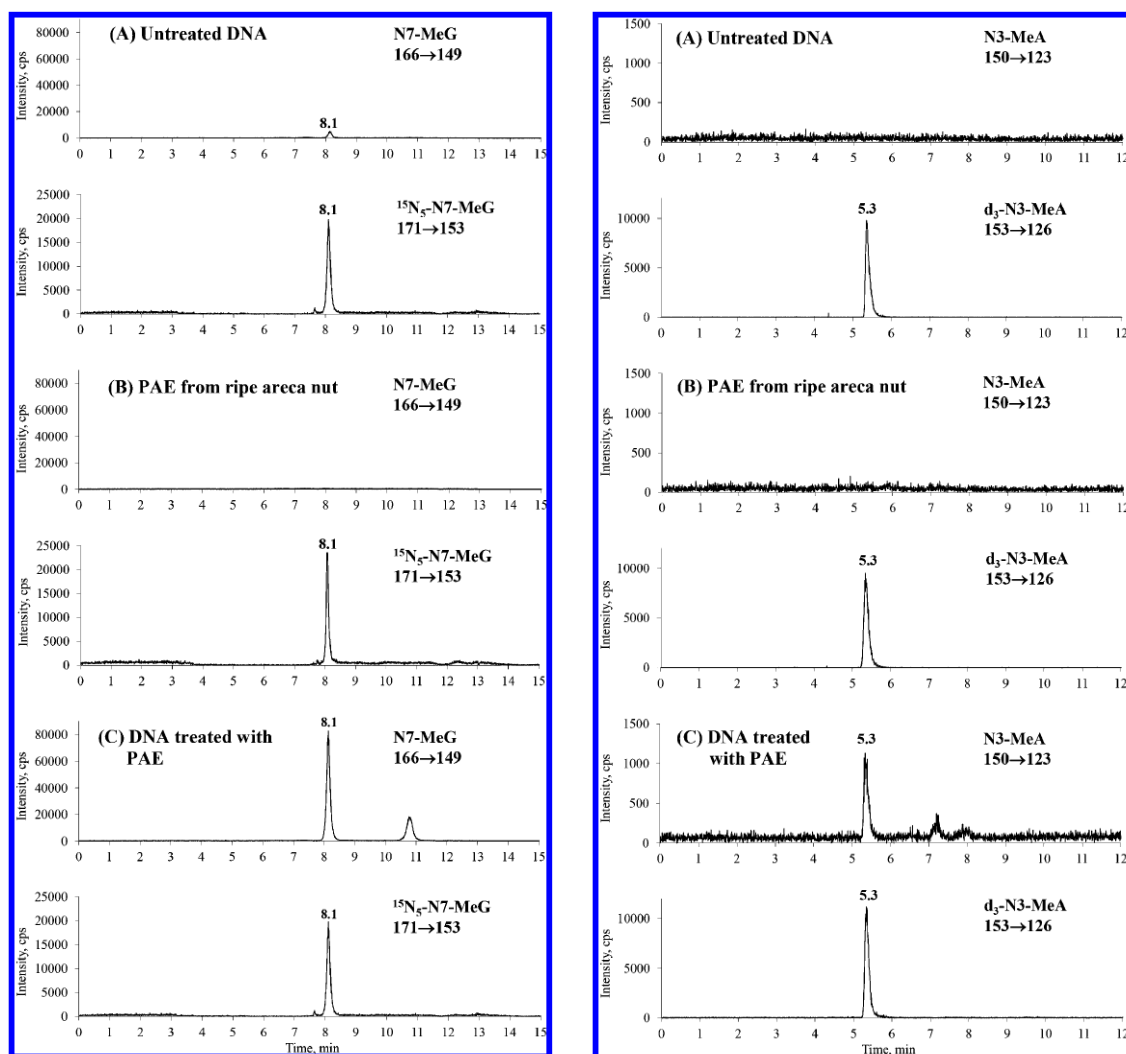 (A) Untreated DNA
N7-MeG
166→149
Intensity, cps
80000
60000
40000
20000
0
8.1
0 1 2 3 4 5 6 7 8 9 10 11 12 13 14 15
¹⁵N₅-N7-MeG
171→153
Intensity, cps
25000
20000
15000
10000
5000
0
8.1
0 1 2 3 4 5 6 7 8 9 10 11 12 13 14 15
(B) PAE from ripe areca nut
N7-MeG
166→149
Intensity, cps
80000
60000
40000
20000
0
0 1 2 3 4 5 6 7 8 9 10 11 12 13 14 15
¹⁵N₅-N7-MeG
171→153
Intensity, cps
25000
20000
15000
10000
5000
0
8.1
0 1 2 3 4 5 6 7 8 9 10 11 12 13 14 15
(C) DNA treated with
PAE
N7-MeG
166→149
Intensity, cps
80000
60000
40000
20000
0
8.1
0 1 2 3 4 5 6 7 8 9 10 11 12 13 14 15
¹⁵N₅-N7-MeG
171→153
Intensity, cps
25000
20000
15000
10000
5000
0
8.1
0 1 2 3 4 5 6 7 8 9 10 11 12 13 14 15
Time, min
(A) Untreated DNA
N3-MeA
150→123
Intensity, cps
1500
1000
500
0
0 1 2 3 4 5 6 7 8 9 10 11 12
d₃-N3-MeA
153→126
Intensity, cps
10000
5000
0
5.3
0 1 2 3 4 5 6 7 8 9 10 11 12
(B) PAE from ripe areca nut
N3-MeA
150→123
Intensity, cps
1500
1000
500
0
0 1 2 3 4 5 6 7 8 9 10 11 12
d₃-N3-MeA
153→126
Intensity, cps
10000
5000
0
5.3
0 1 2 3 4 5 6 7 8 9 10 11 12
(C) DNA treated
with PAE
N3-MeA
150→123
Intensity, cps
1500
1000
500
0
5.3
0 1 2 3 4 5 6 7 8 9 10 11 12
d₃-N3-MeA
153→126
Intensity, cps
10000
5000
0
5.3
0 1 2 3 4 5 6 7 8 9 10 11 12
Time, min